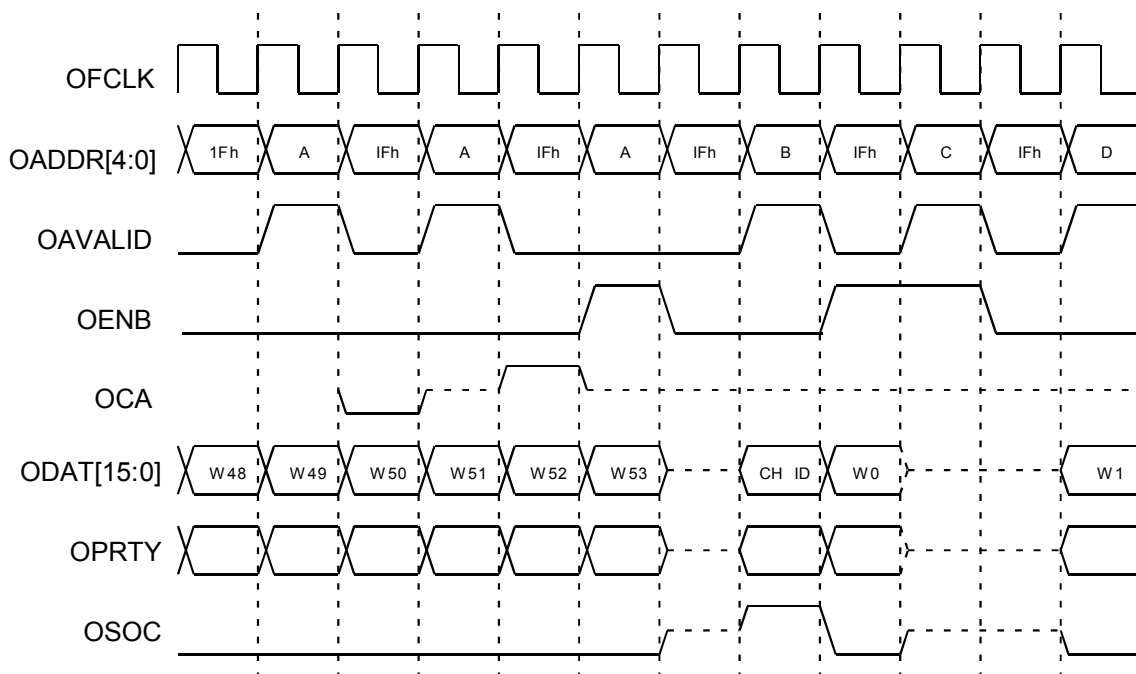 OFCLK
OADDR[4:0] 1Fh A IFh A IFh A IFh B IFh C IFh D
OAVALID
OENB
OCA
ODAT[15:0] W48 W49 W50 W51 W52 W53 CH ID W0 W1
OPRTY
OSOC